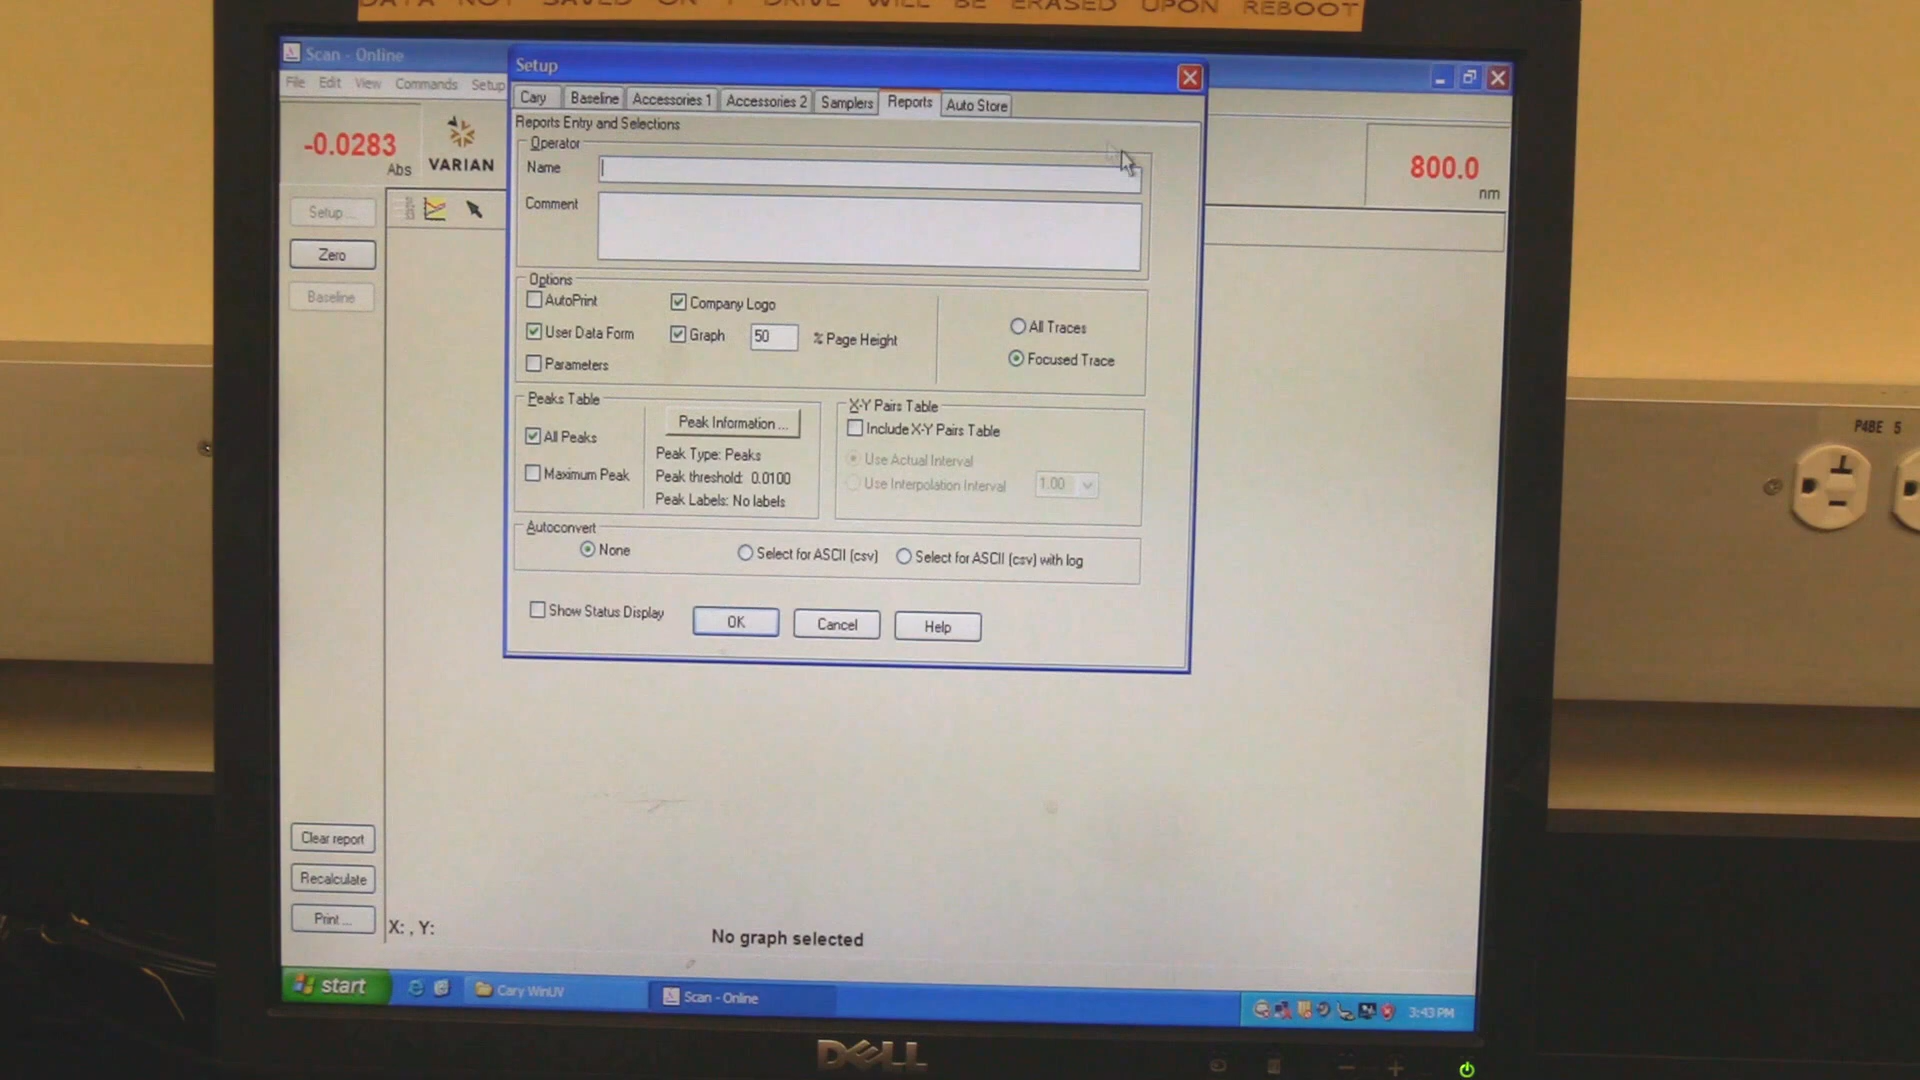 DATA NOT SAVED ON T DRIVE WILL BE ERASED UPON REBOOT
Scan - Online
File Edit View Commands Setup
-0.0283
Abs
VARIAN
800.0
nm
Setup ...
Zero
Baseline
Setup
Cary Baseline Accessories 1 Accessories 2 Samplers Reports Auto Store
Reports Entry and Selections
Operator
Name
Comment
Options
AutoPrint
Company Logo
User Data Form
Graph 50 % Page Height
Parameters
All Traces
Focused Trace
Peaks Table
Peak Information ...
All Peaks
Maximum Peak
Peak Type: Peaks
Peak threshold: 0.0100
Peak Labels: No labels
X-Y Pairs Table
Include X-Y Pairs Table
Use Actual Interval
Use Interpolation Interval 1.00
Autoconvert
None Select for ASCII (csv) Select for ASCII (csv) with log
Show Status Display OK Cancel Help
Clear report
Recalculate
Print ...
X: , Y:
No graph selected
start Cary WinUV Scan - Online 3:43 PM
DELL
P4BE 5